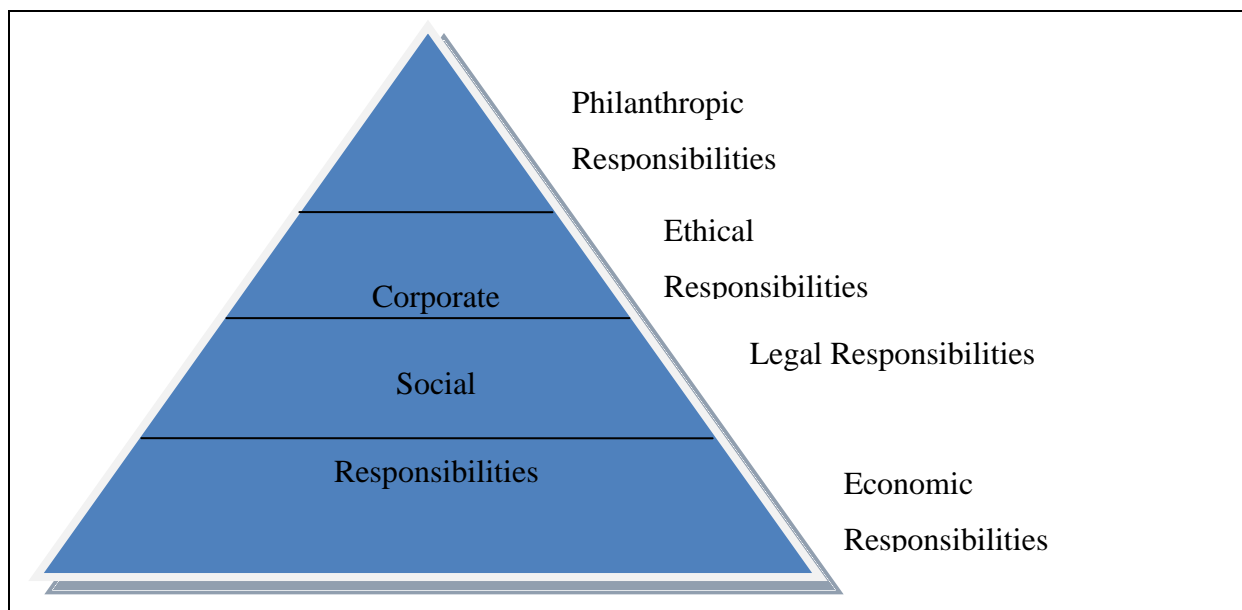 Philanthropic
Responsibilities
Ethical
Responsibilities
Corporate
Legal Responsibilities
Social
Responsibilities
Economic
Responsibilities